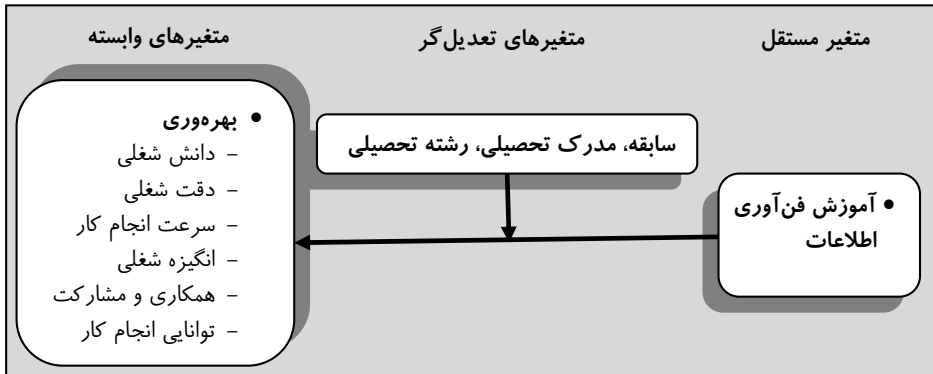 متغیر مستقل
متغیرهای تعدیل‌گر
متغیرهای وابسته
• آموزش فن‌آوری
اطلاعات
سابقه، مدرک تحصیلی، رشته تحصیلی
• بهره‌وری
– دانش شغلی
– دقت شغلی
– سرعت انجام کار
– انگیزه شغلی
– همکاری و مشارکت
– توانایی انجام کار